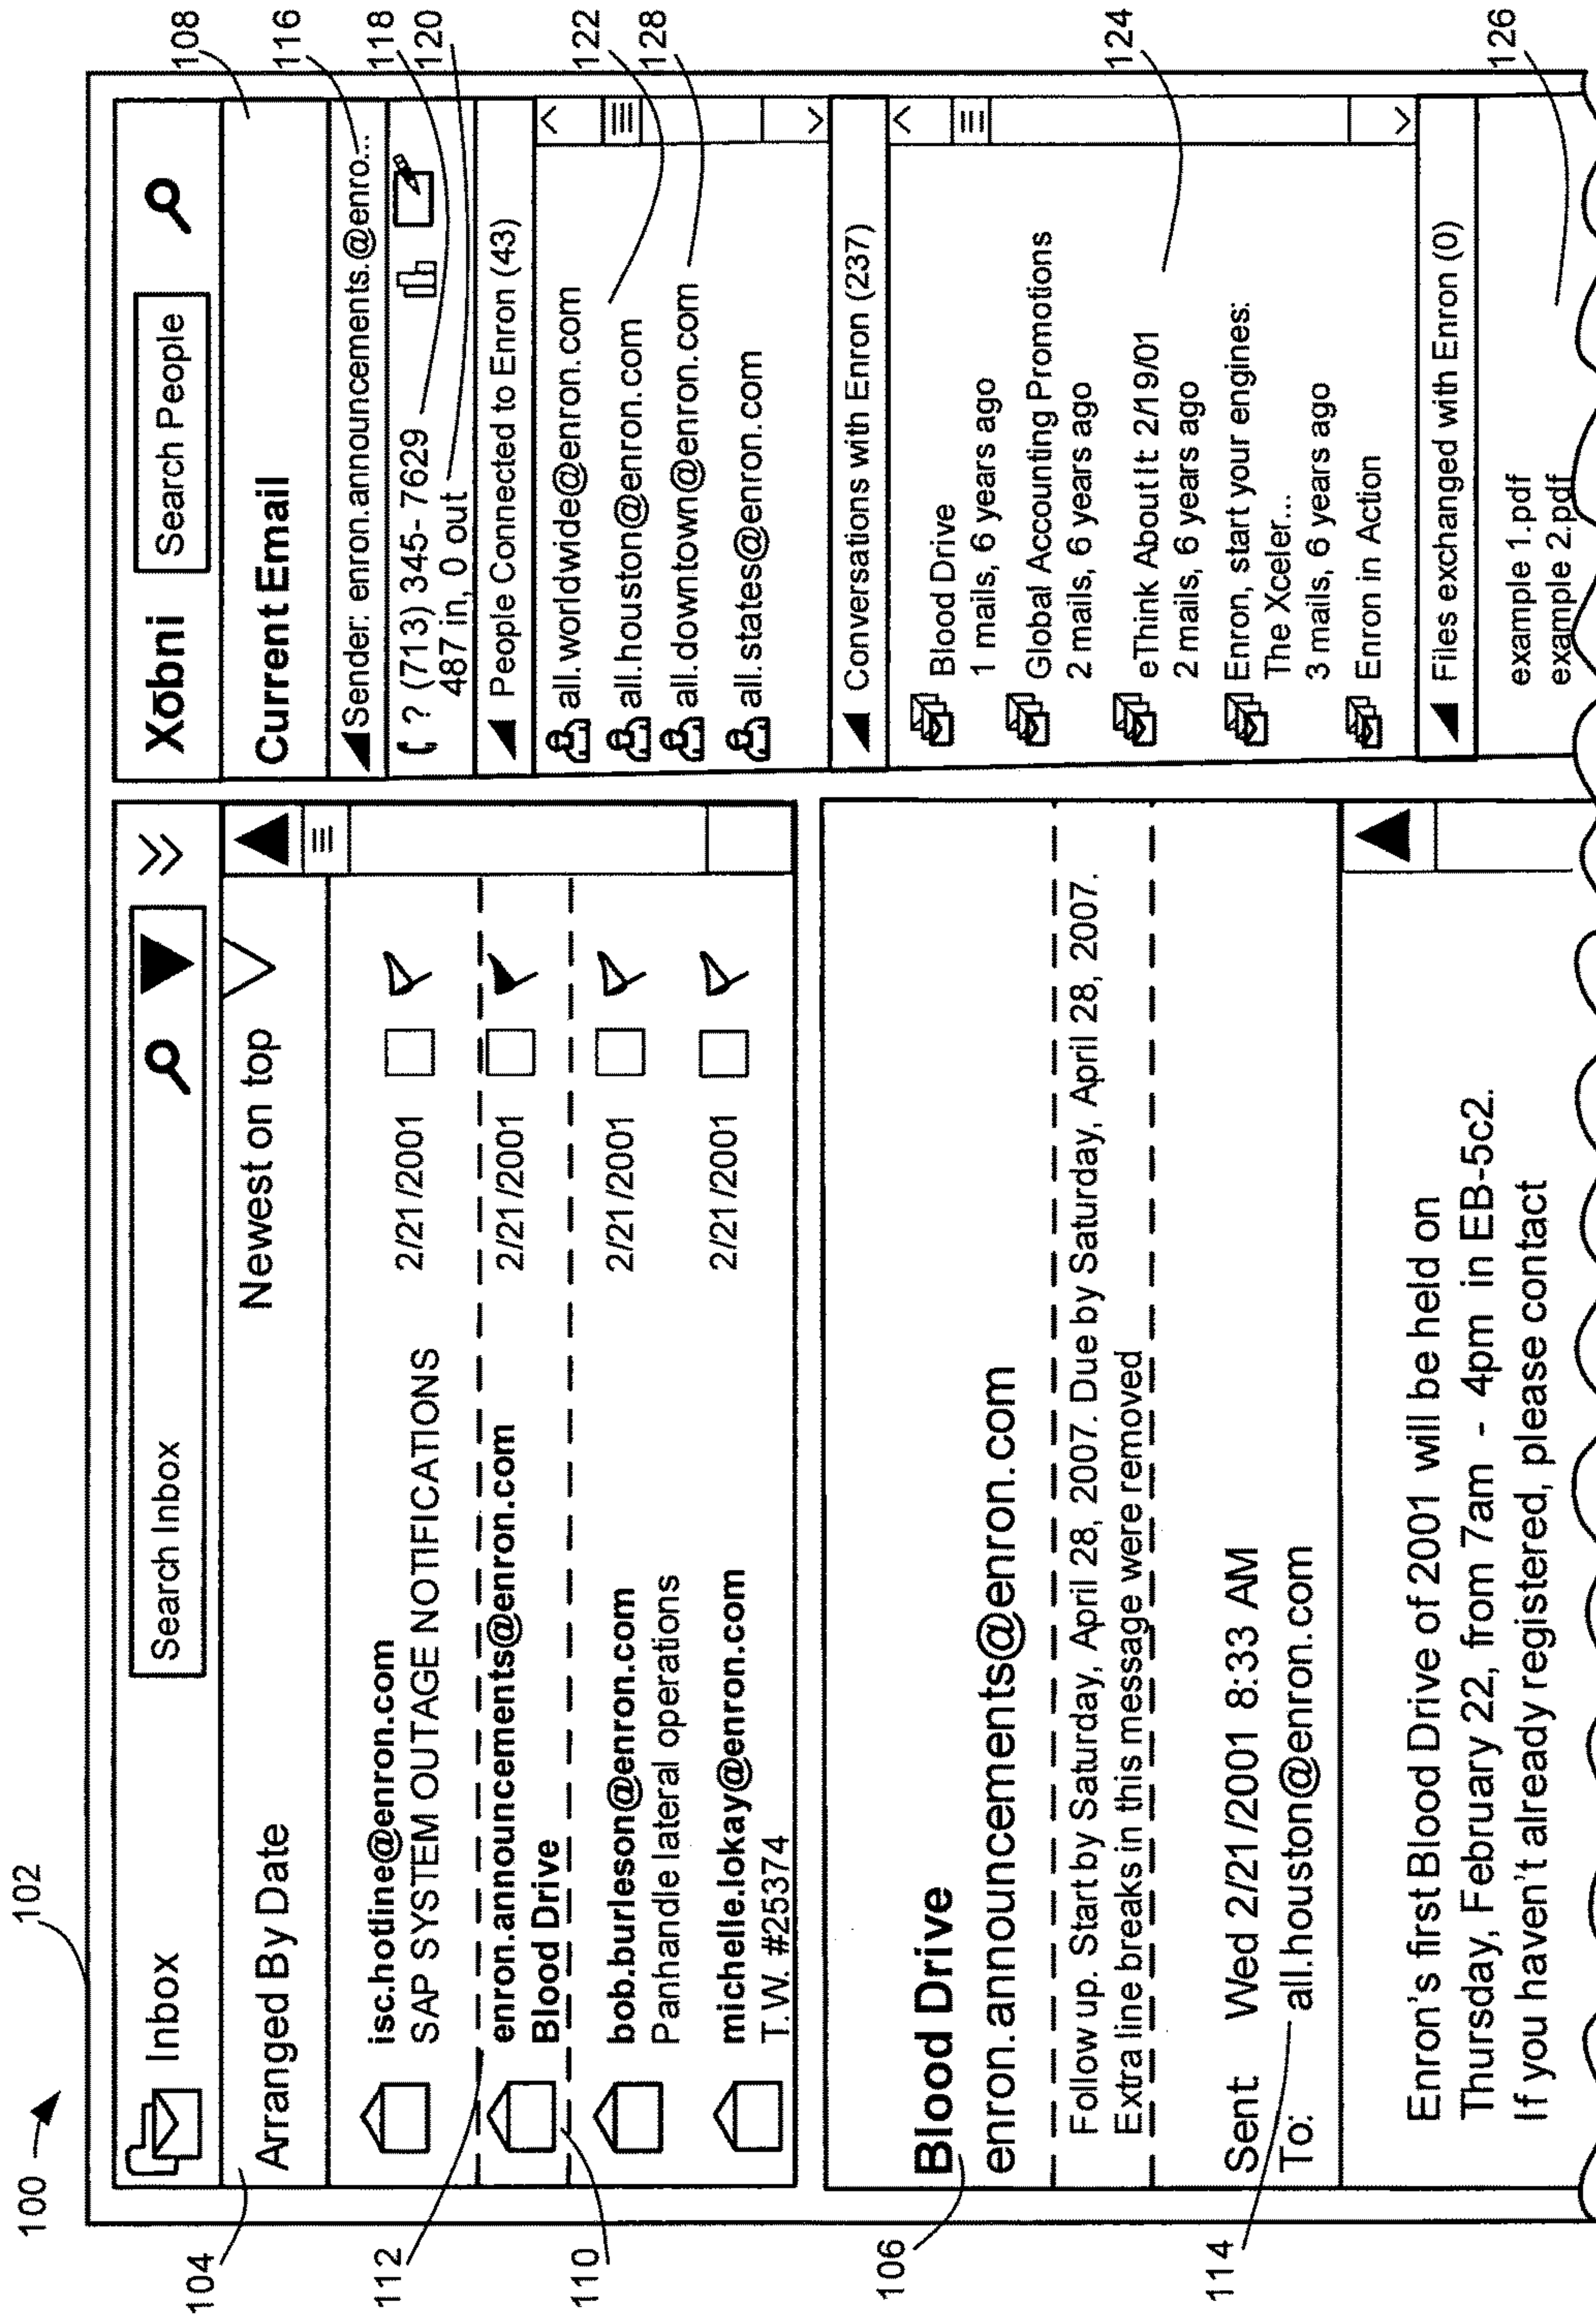 100
102
104
112
110
106
114
108
116
118
120
122
128
124
126
Inbox
Search Inbox
Arranged By Date
Newest on top
isc.hotline@enron.com
SAP SYSTEM OUTAGE NOTIFICATIONS
2/21/2001
enron.announcements@enron.com
Blood Drive
2/21/2001
bob.burleson@enron.com
Panhandle lateral operations
2/21/2001
michelle.lokay@enron.com
T.W. #25374
2/21/2001
Blood Drive
enron.announcements@enron.com
Follow up. Start by Saturday, April 28, 2007. Due by Saturday, April 28, 2007.
Extra line breaks in this message were removed
Sent Wed 2/21/2001 8:33 AM
To: all.houston@enron.com
Enron's first Blood Drive of 2001 will be held on
Thursday, February 22, from 7am - 4pm in EB-5c2.
If you haven't already registered, please contact
Xobni
Search People
Current Email
Sender: enron.announcements.@enro...
? (713) 345-7629
487 in, 0 out
People Connected to Enron (43)
all.worldwide@enron.com
all.houston@enron.com
all.downtown@enron.com
all.states@enron.com
Conversations with Enron (237)
Blood Drive
1 mails, 6 years ago
Global Accounting Promotions
2 mails, 6 years ago
eThink About It 2/19/01
2 mails, 6 years ago
Enron, start your engines:
The Xceler...
3 mails, 6 years ago
Enron in Action
Files exchanged with Enron (0)
example 1.pdf
example 2.pdf